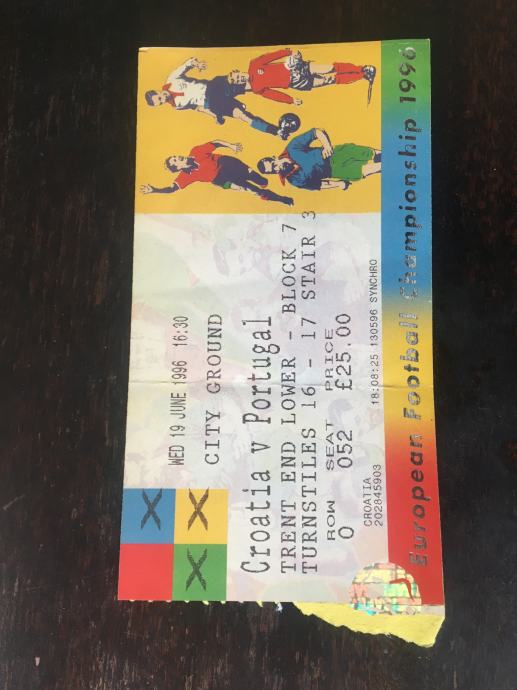 WED 19 JUNE 1996 16:30
CITY GROUND
Croatia v Portugal
TRENT END LOWER - BLOCK 7
TURNSTILES 16 - 17 STAIR 3
ROW SEAT PRICE
O 052 £25.00
CROATIA
202845903 18:08:25 130596 SYNCHRO
European Football Championship 1996